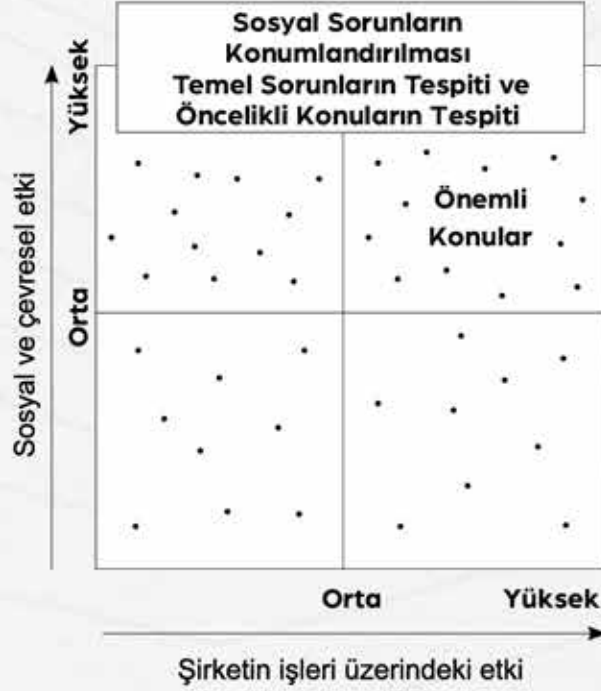 Sosyal Sorunların
Konumlandırılması
Temel Sorunların Tespiti ve
Öncelikli Konuların Tespiti
Yüksek
Önemli
Konular
Sosyal ve çevresel etki
Orta
Orta
Yüksek
Şirketin işleri üzerindeki etki